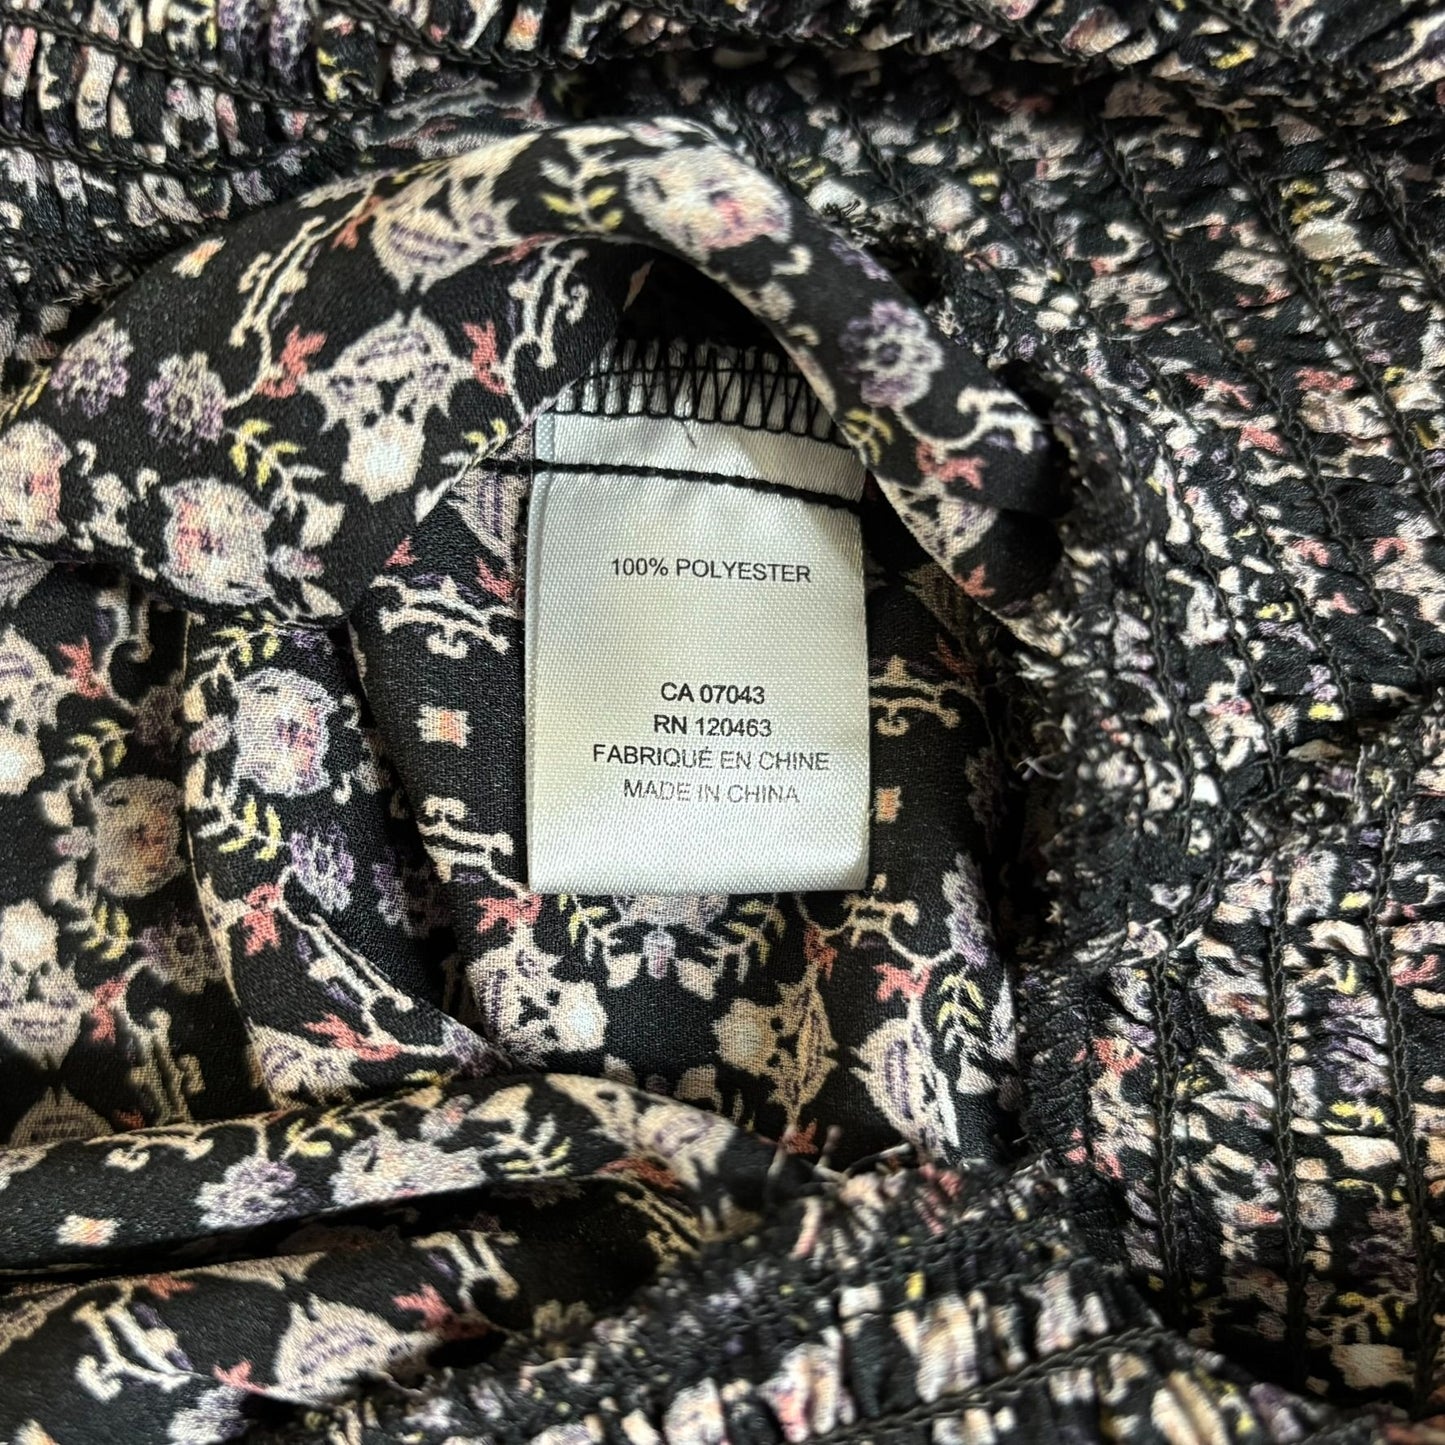 100% POLYESTER
CA 07043
RN 120463
FABRIQUÉ EN CHINE
MADE IN CHINA